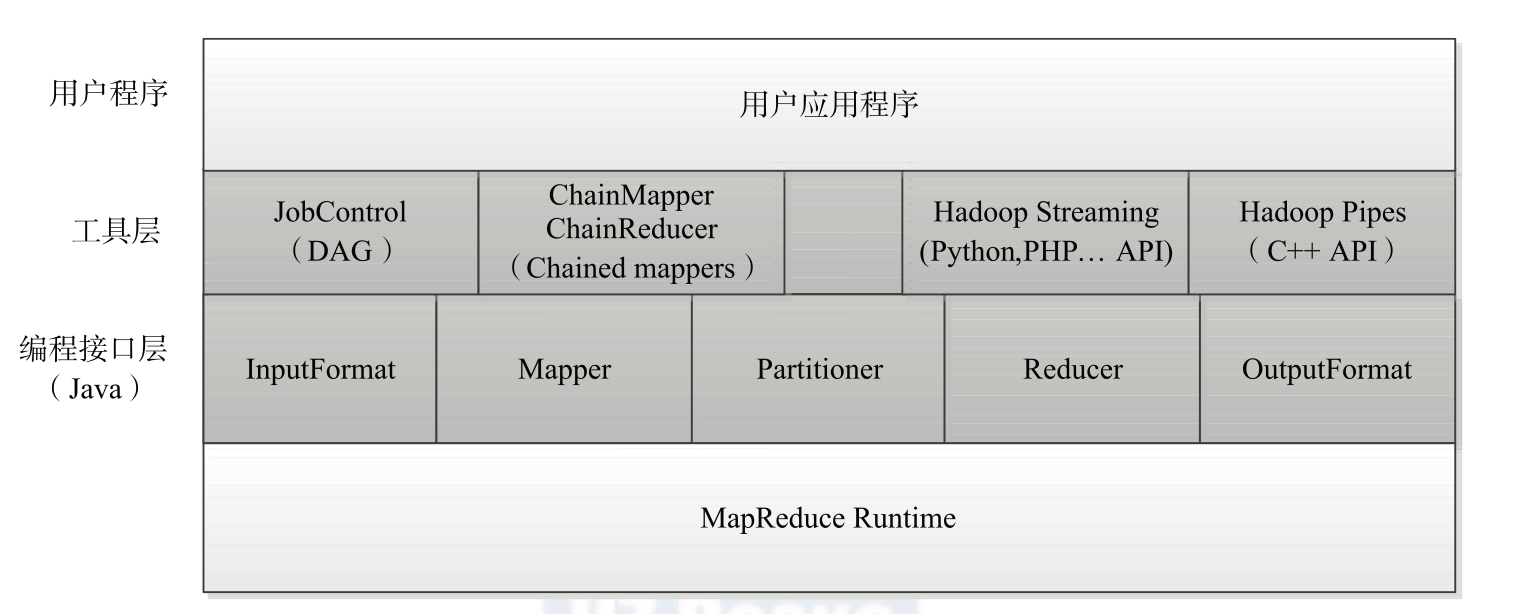 用户程序
用户应用程序
工具层
JobControl
（DAG）
ChainMapper
ChainReducer
（Chained mappers）
Hadoop Streaming
(Python,PHP… API)
Hadoop Pipes
（C++ API）
编程接口层
（Java）
InputFormat
Mapper
Partitioner
Reducer
OutputFormat
MapReduce Runtime